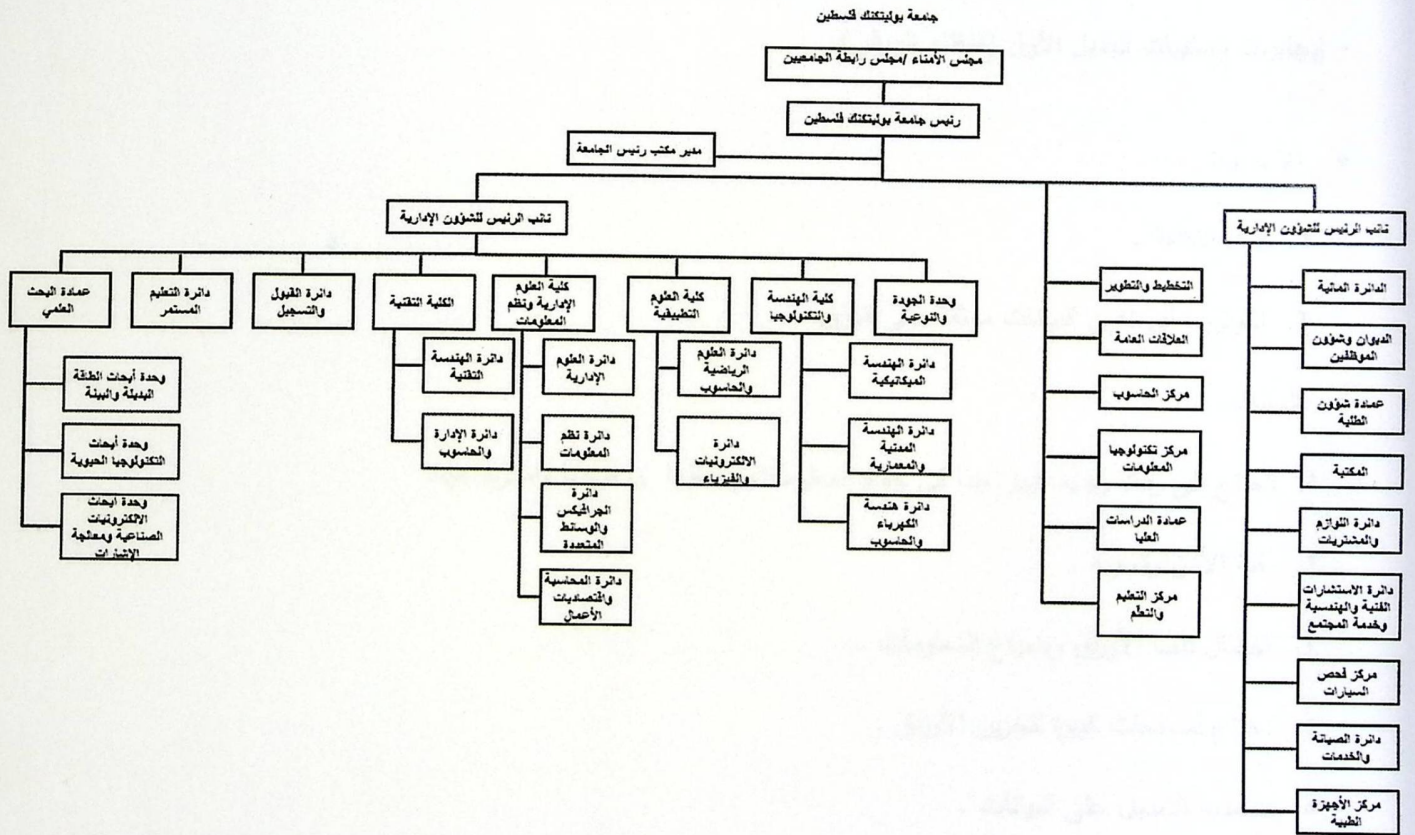 جامعة بوليتكنك فلسطين
مجلس الأمناء /مجلس رابطة الجامعيين
رئيس جامعة بوليتكنك فلسطين
مدير مكتب رئيس الجامعة
نائب الرئيس للشؤون الإدارية
الدائرة المالية
الديوان وشؤون
الموظفين
عمادة شؤون
الطلبة
المكتبة
دائرة اللوازم
والمشتريات
دائرة الاستشارات
الفنية والهندسية
وخدمة المجتمع
مركز فحص
السيارات
دائرة الصيانة
والخدمات
مركز الأجهزة
الطبية
التخطيط والتطوير
العلاقات العامة
مركز الحاسوب
مركز تكنولوجيا
المعلومات
عمادة الدراسات
العليا
مركز التعليم
والتعلم
نائب الرئيس للشؤون الإدارية
وحدة الجودة
والنوعية
كلية الهندسة
والتكنولوجيا
دائرة الهندسة
الميكانيكية
دائرة الهندسة
المدنية
والمعمارية
دائرة هندسة
الكهرباء
والحاسوب
كلية العلوم
التطبيقية
دائرة العلوم
الرياضية
والحاسوب
دائرة
الالكترونيات
والفيزياء
كلية العلوم
الإدارية ونظم
المعلومات
دائرة العلوم
الإدارية
دائرة نظم
المعلومات
دائرة
الجرافيكس
والوسائط
المتعددة
دائرة المحاسبة
واقتصاديات
الأعمال
الكلية التقنية
دائرة الهندسة
التقنية
دائرة الإدارة
والحاسوب
دائرة القبول
والتسجيل
دائرة التعليم
المستمر
عمادة البحث
العلمي
وحدة أبحاث الطاقة
البديلة والبيئة
وحدة أبحاث
التكنولوجيا الحيوية
وحدة ابحاث
الالكترونيات
الصناعية ومعالجة
الإشارات